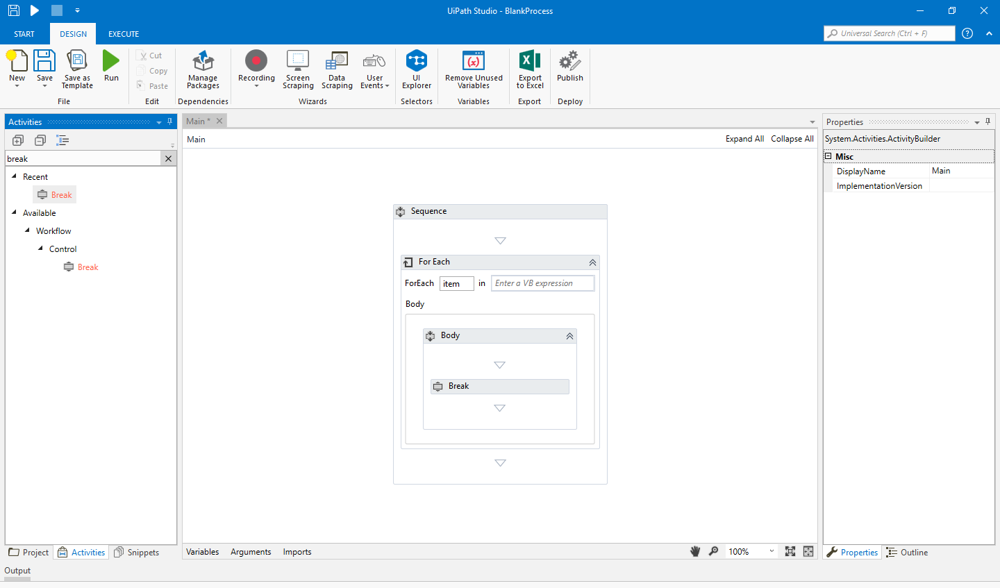 UiPath Studio - BlankProcess
START DESIGN EXECUTE
Universal Search (Ctrl + F)
New
Save
Save as Template
Run
Cut
Copy
Paste
Manage Packages
Recording
Screen Scraping
Data Scraping
User Events
UI Explorer
Remove Unused Variables
Export to Excel
Publish
File Edit Dependencies Wizards Selectors Variables Export Deploy
Activities
break
Recent
Break
Available
Workflow
Control
Break
Project Activities Snippets
Main *
Main Expand All Collapse All
Sequence
For Each
ForEach item in Enter a VB expression
Body
Body
Break
Variables Arguments Imports 100%
Properties
System.Activities.ActivityBuilder
Misc
DisplayName Main
ImplementationVersion
Properties Outline
Output